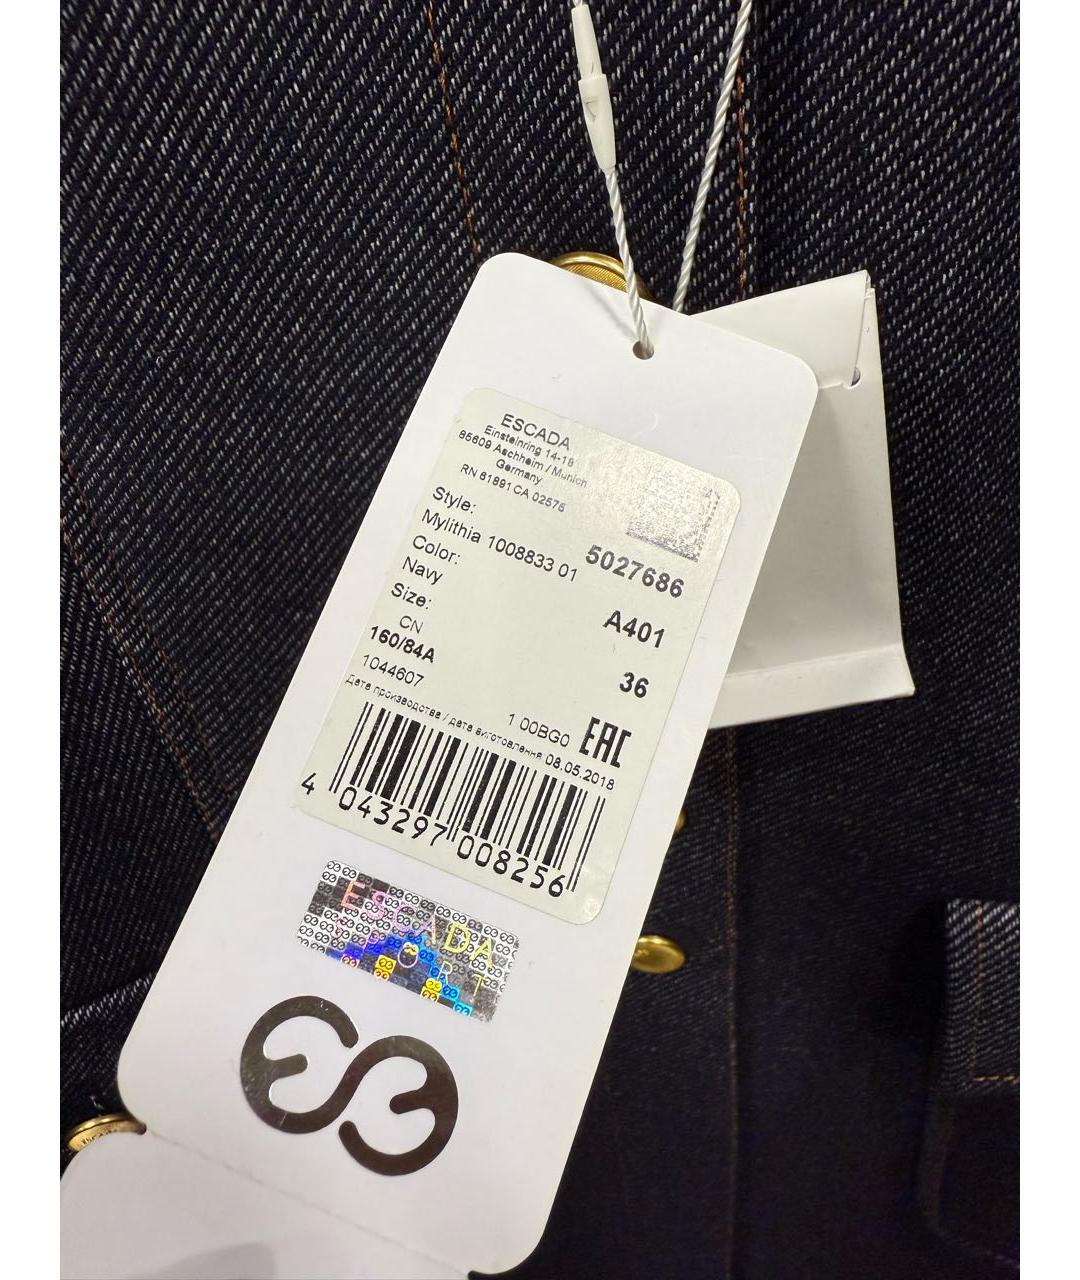 ESCADA
Einsteinring 14-18
85609 Aschheim / Munich
Germany
RN 61891 CA 02575
Style:
Mylithia 1008833 01 5027686
Color:
Navy A401
Size:
CN
160/84A 36
1044607
1 00BG0 EAC
Дата производства / дата виготовлення 08.05.2018
4 043297 008256
ESCADA
SPORT